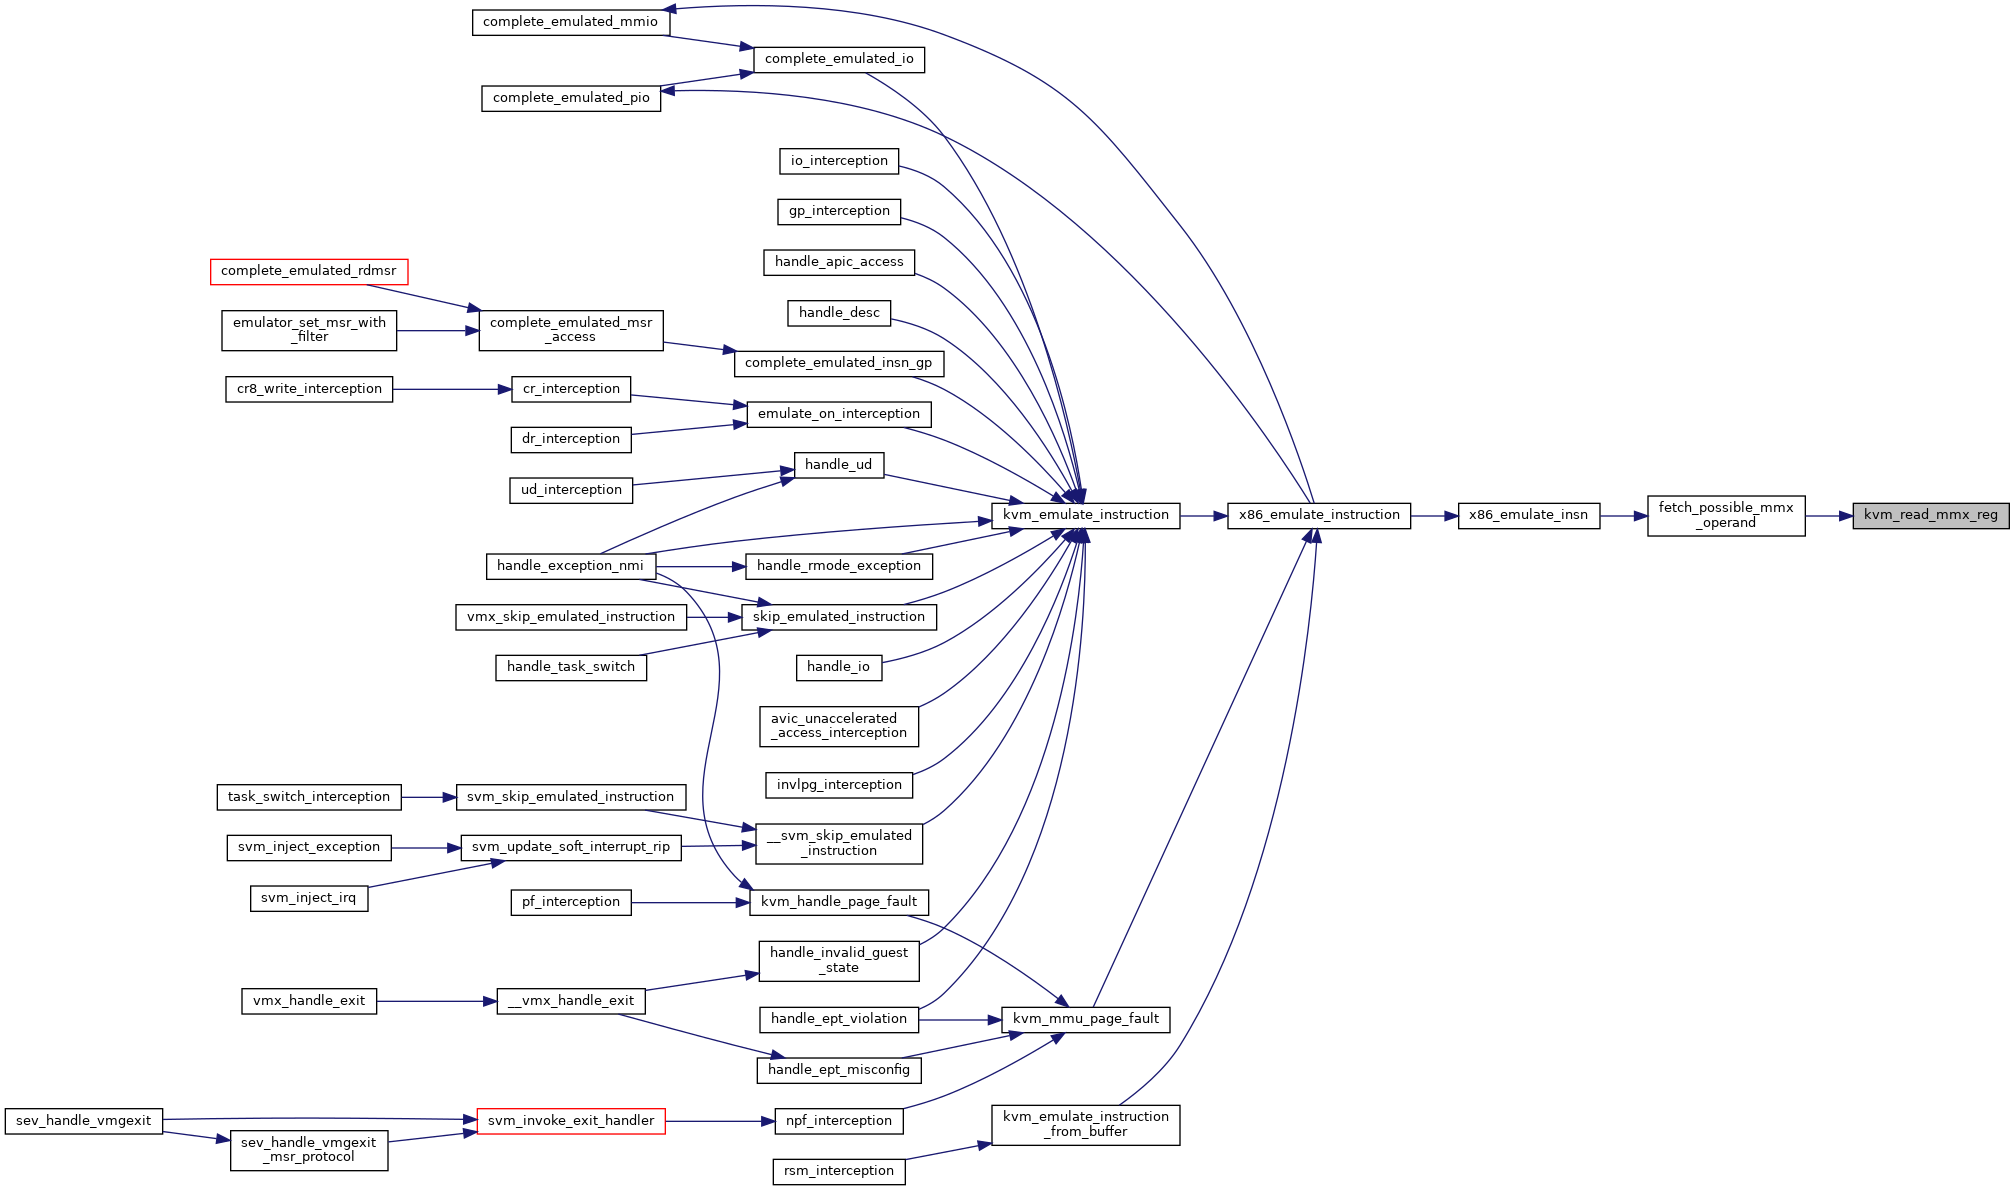 complete_emulated_mmio
complete_emulated_io
complete_emulated_pio
io_interception
gp_interception
handle_apic_access
complete_emulated_rdmsr
handle_desc
emulator_set_msr_with
_filter
complete_emulated_msr
_access
complete_emulated_insn_gp
cr8_write_interception
cr_interception
emulate_on_interception
dr_interception
handle_ud
ud_interception
kvm_emulate_instruction
x86_emulate_instruction
x86_emulate_insn
fetch_possible_mmx
_operand
kvm_read_mmx_reg
handle_exception_nmi
handle_rmode_exception
vmx_skip_emulated_instruction
skip_emulated_instruction
handle_task_switch
handle_io
avic_unaccelerated
_access_interception
invlpg_interception
task_switch_interception
svm_skip_emulated_instruction
__svm_skip_emulated
_instruction
svm_inject_exception
svm_update_soft_interrupt_rip
svm_inject_irq
pf_interception
kvm_handle_page_fault
handle_invalid_guest
_state
vmx_handle_exit
__vmx_handle_exit
handle_ept_violation
kvm_mmu_page_fault
handle_ept_misconfig
sev_handle_vmgexit
svm_invoke_exit_handler
npf_interception
kvm_emulate_instruction
_from_buffer
sev_handle_vmgexit
_msr_protocol
rsm_interception